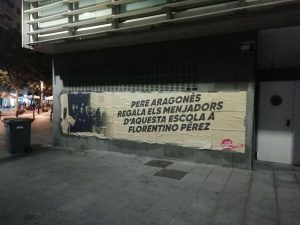 PERE ARAGONÈS
REGALA ELS MENJADORS
D'AQUESTA ESCOLA A
FLORENTINO PÉREZ